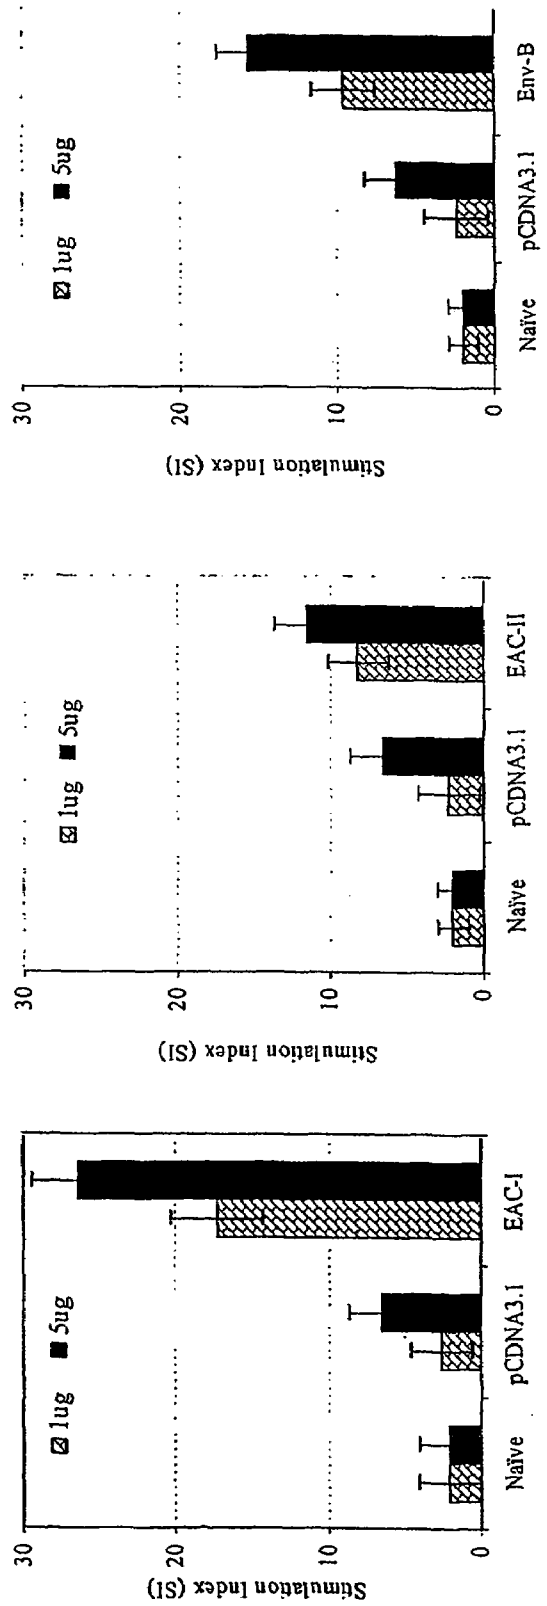 30
20
10
0
Stimulation Index (SI)
1ug 5ug
Naïve pCDNA3.1 EAC-I
30
20
10
0
Stimulation Index (SI)
1ug 5ug
Naïve pCDNA3.1 EAC-II
30
20
10
0
Stimulation Index (SI)
1ug 5ug
Naïve pCDNA3.1 Env-B